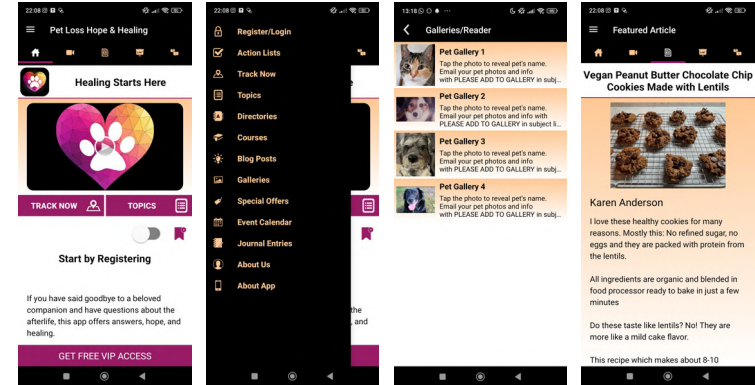 22:08
Pet Loss Hope & Healing
Healing Starts Here
TRACK NOW
TOPICS
Start by Registering
If you have said goodbye to a beloved
companion and have questions about the
afterlife, this app offers answers, hope, and
healing.
GET FREE VIP ACCESS
22:08
Register/Login
Action Lists
Track Now
Topics
Directories
Courses
Blog Posts
Galleries
Special Offers
Event Calendar
Journal Entries
About Us
About App
e
the
, and
13:18
Galleries/Reader
Pet Gallery 1
Tap the photo to reveal pet's name.
Email your pet photos and info
with PLEASE ADD TO GALLERY in subj...
Pet Gallery 2
Tap the photo to reveal pet's name.
Email your pet photos and info with
PLEASE ADD TO GALLERY in subject li...
Pet Gallery 3
Tap the photo to reveal pet's name.
Email your pet photos and info
with PLEASE ADD TO GALLERY in subj...
Pet Gallery 4
Tap the photo to reveal pet's name.
Email your pet photos and info
with PLEASE ADD TO GALLERY in subj...
22:08
Featured Article
Vegan Peanut Butter Chocolate Chip
Cookies Made with Lentils
Karen Anderson
I love these healthy cookies for many
reasons. Mostly this: No refined sugar, no
eggs and they are packed with protein from
the lentils.
All ingredients are organic and blended in
food processor ready to bake in just a few
minutes
Do these taste like lentils? No! They are
more like a mild cake flavor.
This recipe which makes about 8-10